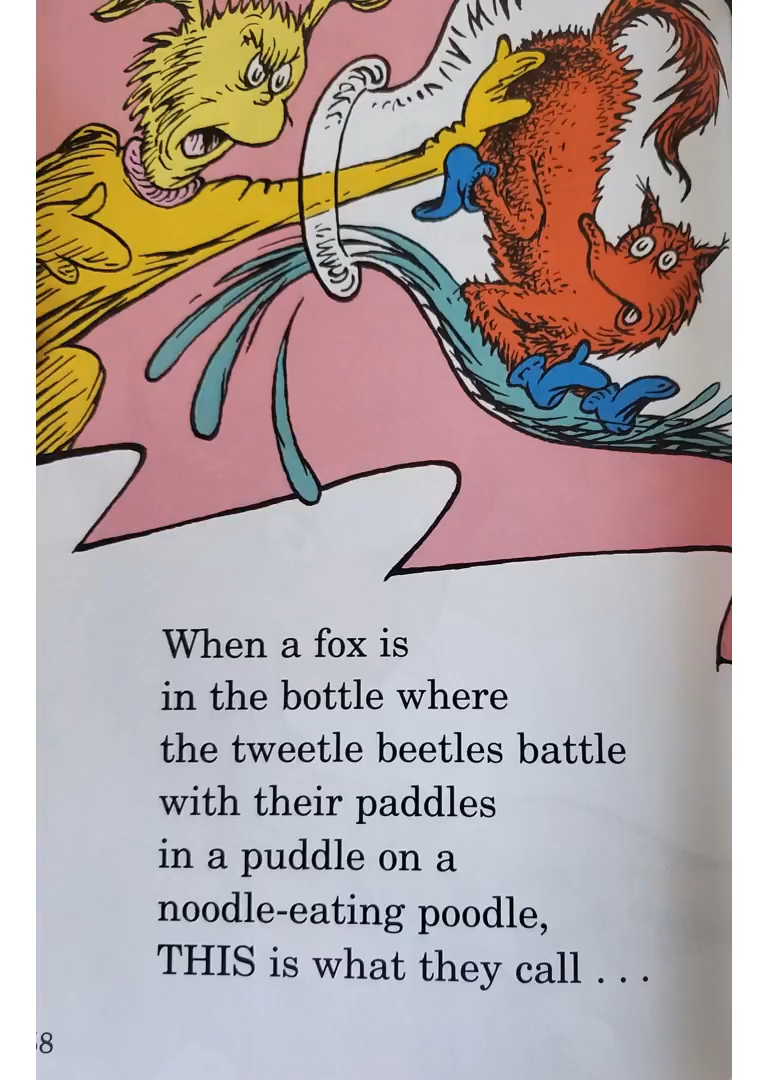 When a fox is
in the bottle where
the tweetle beetles battle
with their paddles
in a puddle on a
noodle-eating poodle,
THIS is what they call . . .